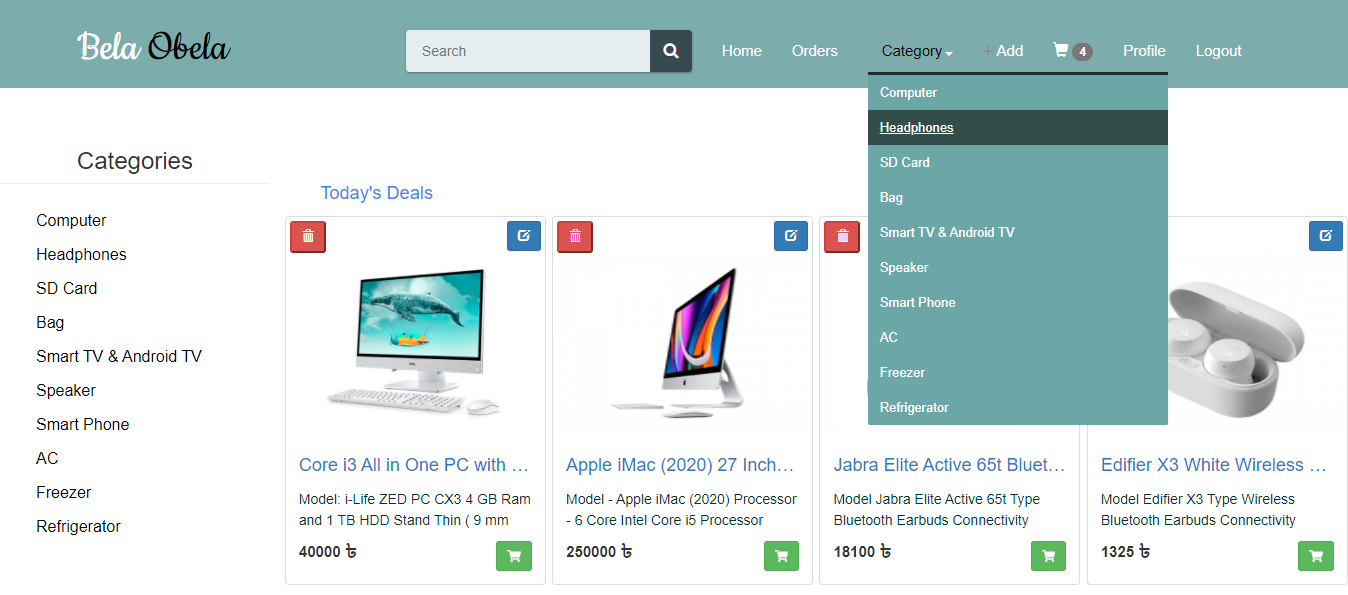 Bela Obela
Search
Home
Orders
Category
+ Add
4
Profile
Logout
Computer
Headphones
SD Card
Bag
Smart TV & Android TV
Speaker
Smart Phone
AC
Freezer
Refrigerator
Categories
Computer
Headphones
SD Card
Bag
Smart TV & Android TV
Speaker
Smart Phone
AC
Freezer
Refrigerator
Today's Deals
Core i3 All in One PC with ...
Model: i-Life ZED PC CX3 4 GB Ram
and 1 TB HDD Stand Thin ( 9 mm
40000 ৳
Apple iMac (2020) 27 Inch...
Model - Apple iMac (2020) Processor
- 6 Core Intel Core i5 Processor
250000 ৳
Jabra Elite Active 65t Bluet...
Model Jabra Elite Active 65t Type
Bluetooth Earbuds Connectivity
18100 ৳
Edifier X3 White Wireless ...
Model Edifier X3 Type Wireless
Bluetooth Earbuds Connectivity
1325 ৳